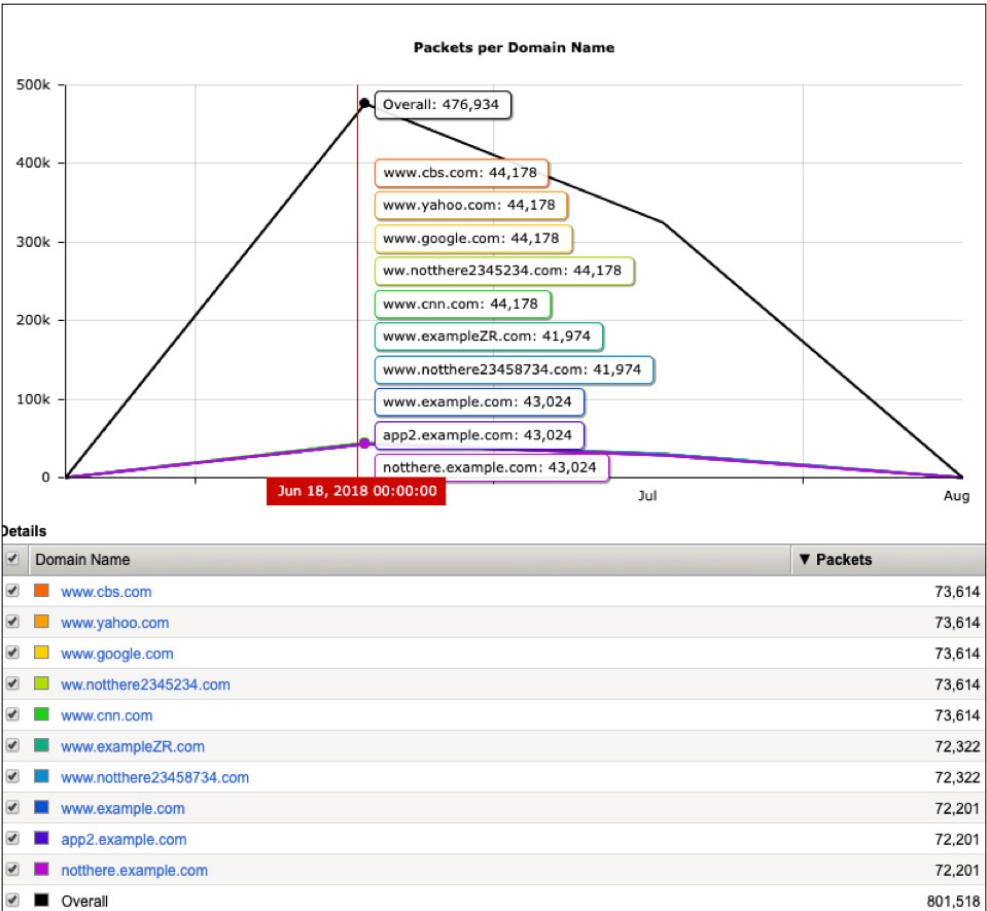 Packets per Domain Name
500k
Overall: 476,934
400k
www.cbs.com: 44,178
www.yahoo.com: 44,178
300k
www.google.com: 44,178
ww.notthere2345234.com: 44,178
www.cnn.com: 44,178
200k
www.exampleZR.com: 41,974
www.notthere23458734.com: 41,974
100k
www.example.com: 43,024
app2.example.com: 43,024
notthere.example.com: 43,024
0
Jun 18, 2018 00:00:00
Jul
Aug
Details
Domain Name ▼ Packets
www.cbs.com 73,614
www.yahoo.com 73,614
www.google.com 73,614
ww.notthere2345234.com 73,614
www.cnn.com 73,614
www.exampleZR.com 72,322
www.notthere23458734.com 72,322
www.example.com 72,201
app2.example.com 72,201
notthere.example.com 72,201
Overall 801,518